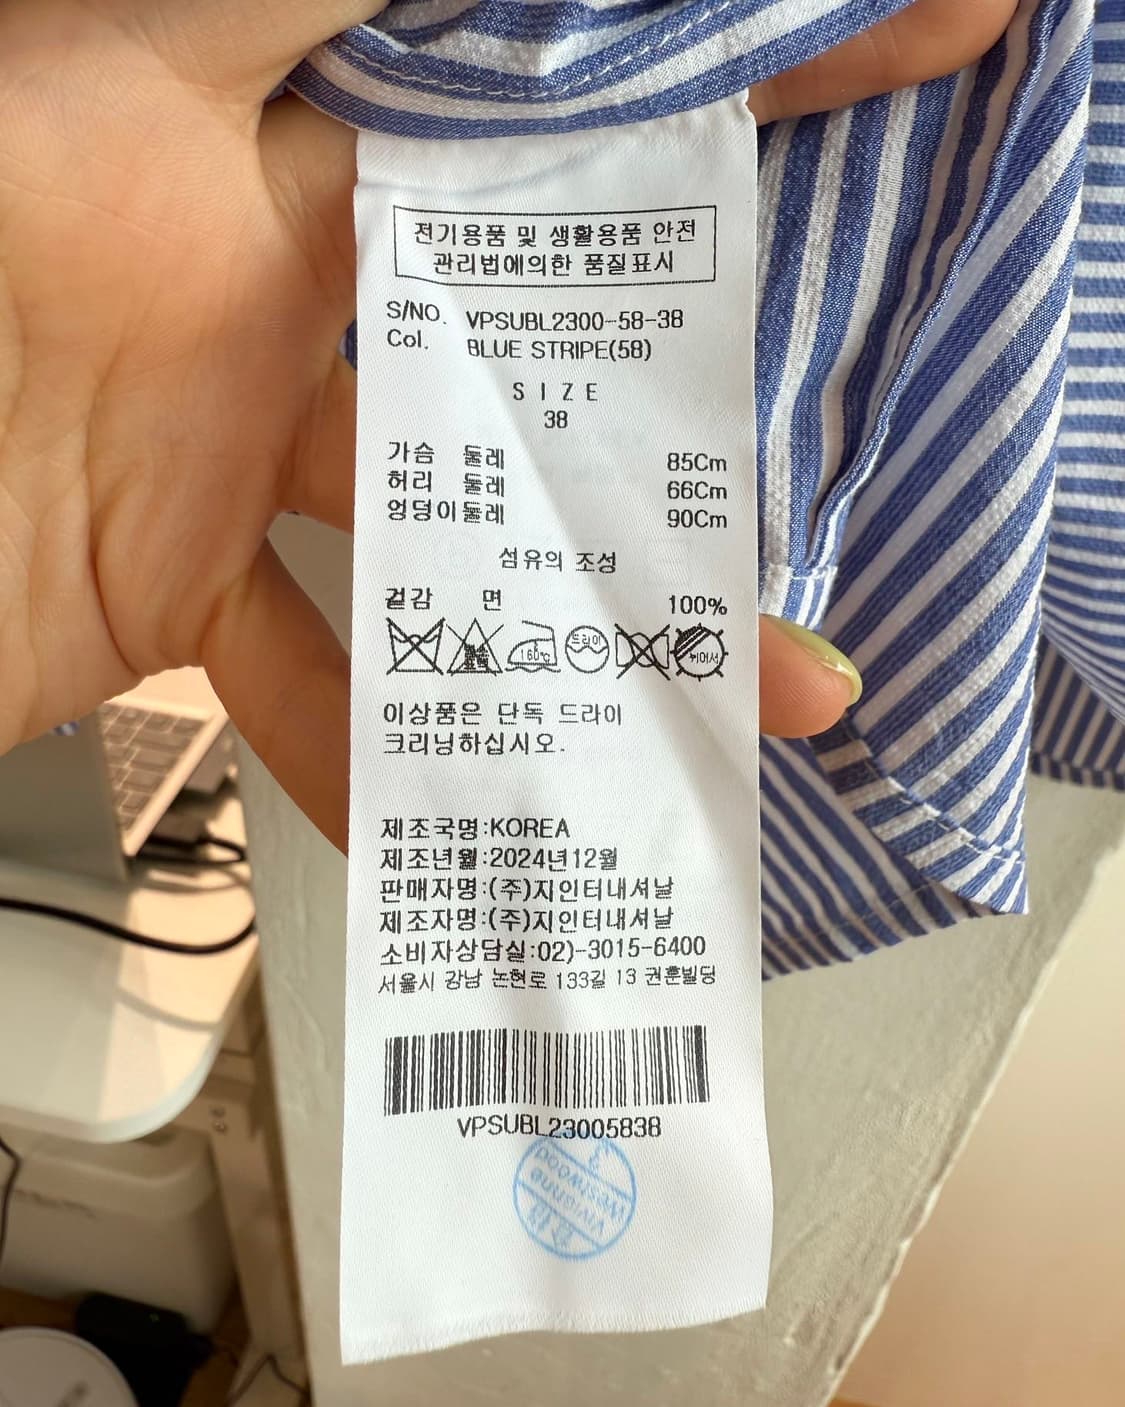 전기용품 및 생활용품 안전
관리법에의한 품질표시
S/NO. VPSUBL2300-58-38
Col. BLUE STRIPE(58)
SIZE
38
가슴 둘레 85Cm
허리 둘레 66Cm
엉덩이둘레 90Cm
섬유의 조성
겉감 면 100%
160℃ 드라이 뉘어서
이상품은 단독 드라이
크리닝하십시오.
제조국명:KOREA
제조년월:2024년12월
판매자명:(주)지인터내셔날
제조자명:(주)지인터내셔날
소비자상담실:02)-3015-6400
서울시 강남 논현로 133길 13 권훈빌딩
VPSUBL23005838
Vivienne
Westwood